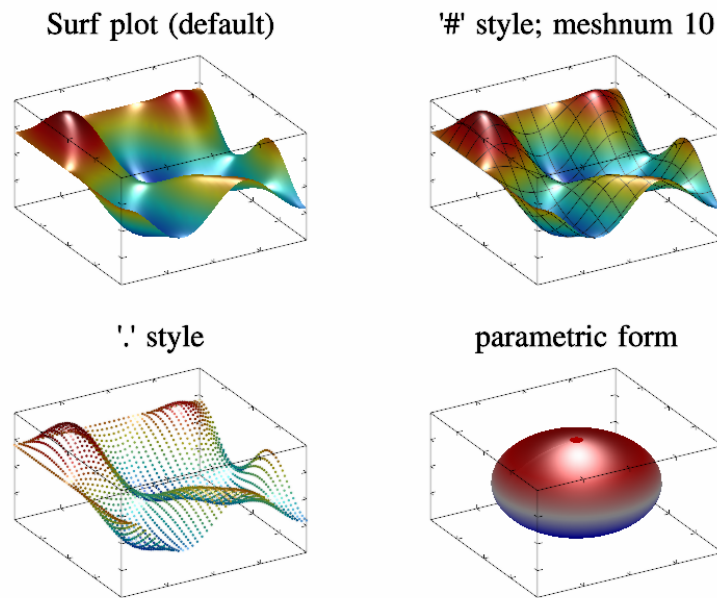 Surf plot (default)
'#' style; meshnum 10
'.' style
parametric form